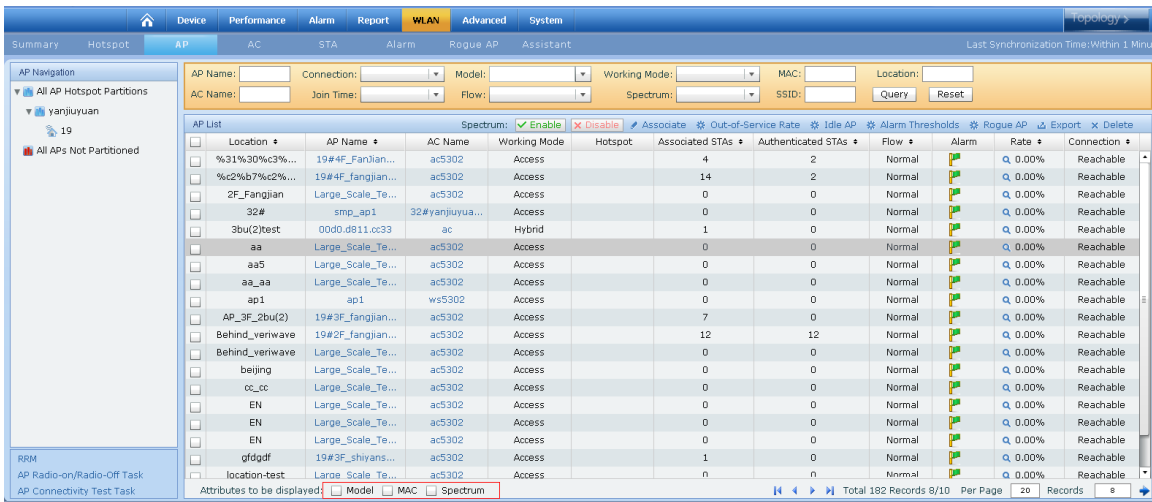 Device Performance Alarm Report WLAN Advanced System Topology >
Summary Hotspot AP AC STA Alarm Rogue AP Assistant Last Synchronization Time:Within 1 Minu
AP Navigation
All AP Hotspot Partitions
yanjiuyuan
19
All APs Not Partitioned
AP Name: Connection: Model: Working Mode: MAC: Location:
AC Name: Join Time: Flow: Spectrum: SSID: Query Reset
AP List Spectrum: Enable Disable Associate Out-of-Service Rate Idle AP Alarm Thresholds Rogue AP Export Delete
Location AP Name AC Name Working Mode Hotspot Associated STAs Authenticated STAs Flow Alarm Rate Connection
%31%30%c3%... 19#4F_FanJian... ac5302 Access 4 2 Normal 0.00% Reachable
%c2%b7%c2%... 19#4F_fangjian... ac5302 Access 14 2 Normal 0.00% Reachable
2F_Fangjian Large_Scale_Te... ac5302 Access 0 0 Normal 0.00% Reachable
32# smp_ap1 32#yanjiuyua... Access 0 0 Normal 0.00% Reachable
3bu(2)test 00d0.d811.cc33 ac Hybrid 1 0 Normal 0.00% Reachable
aa Large_Scale_Te... ac5302 Access 0 0 Normal 0.00% Reachable
aa5 Large_Scale_Te... ac5302 Access 0 0 Normal 0.00% Reachable
aa_aa Large_Scale_Te... ac5302 Access 0 0 Normal 0.00% Reachable
ap1 ap1 ws5302 Access 0 0 Normal 0.00% Reachable
AP_3F_2bu(2) 19#3F_fangjian... ac5302 Access 7 0 Normal 0.00% Reachable
Behind_veriwave 19#2F_fangjian... ac5302 Access 12 12 Normal 0.00% Reachable
Behind_veriwave Large_Scale_Te... ac5302 Access 0 0 Normal 0.00% Reachable
beijing Large_Scale_Te... ac5302 Access 0 0 Normal 0.00% Reachable
cc_cc Large_Scale_Te... ac5302 Access 0 0 Normal 0.00% Reachable
EN Large_Scale_Te... ac5302 Access 0 0 Normal 0.00% Reachable
EN Large_Scale_Te... ac5302 Access 0 0 Normal 0.00% Reachable
EN Large_Scale_Te... ac5302 Access 0 0 Normal 0.00% Reachable
gfdgdf 19#3F_shiyans... ac5302 Access 1 0 Normal 0.00% Reachable
location-test Large_Scale_Te... ac5302 Access 0 0 Normal 0.00% Reachable
RRM
AP Radio-on/Radio-Off Task
AP Connectivity Test Task
Attributes to be displayed: Model MAC Spectrum Total 182 Records 8/10 Per Page 20 Records 8